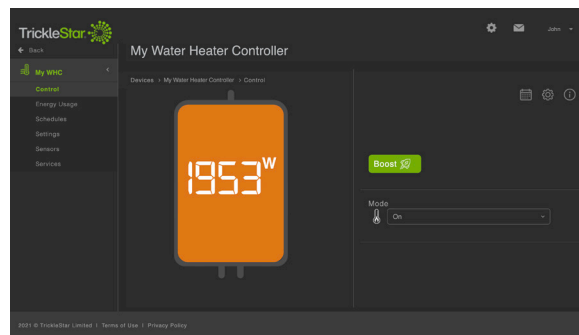 TrickleStar
John
Back
My Water Heater Controller
My WHC
Devices > My Water Heater Controller > Control
Control
Energy Usage
Schedules
Settings
Sensors
Services
1953W
Boost
Mode
On
2021 © TrickleStar Limited | Terms of Use | Privacy Policy